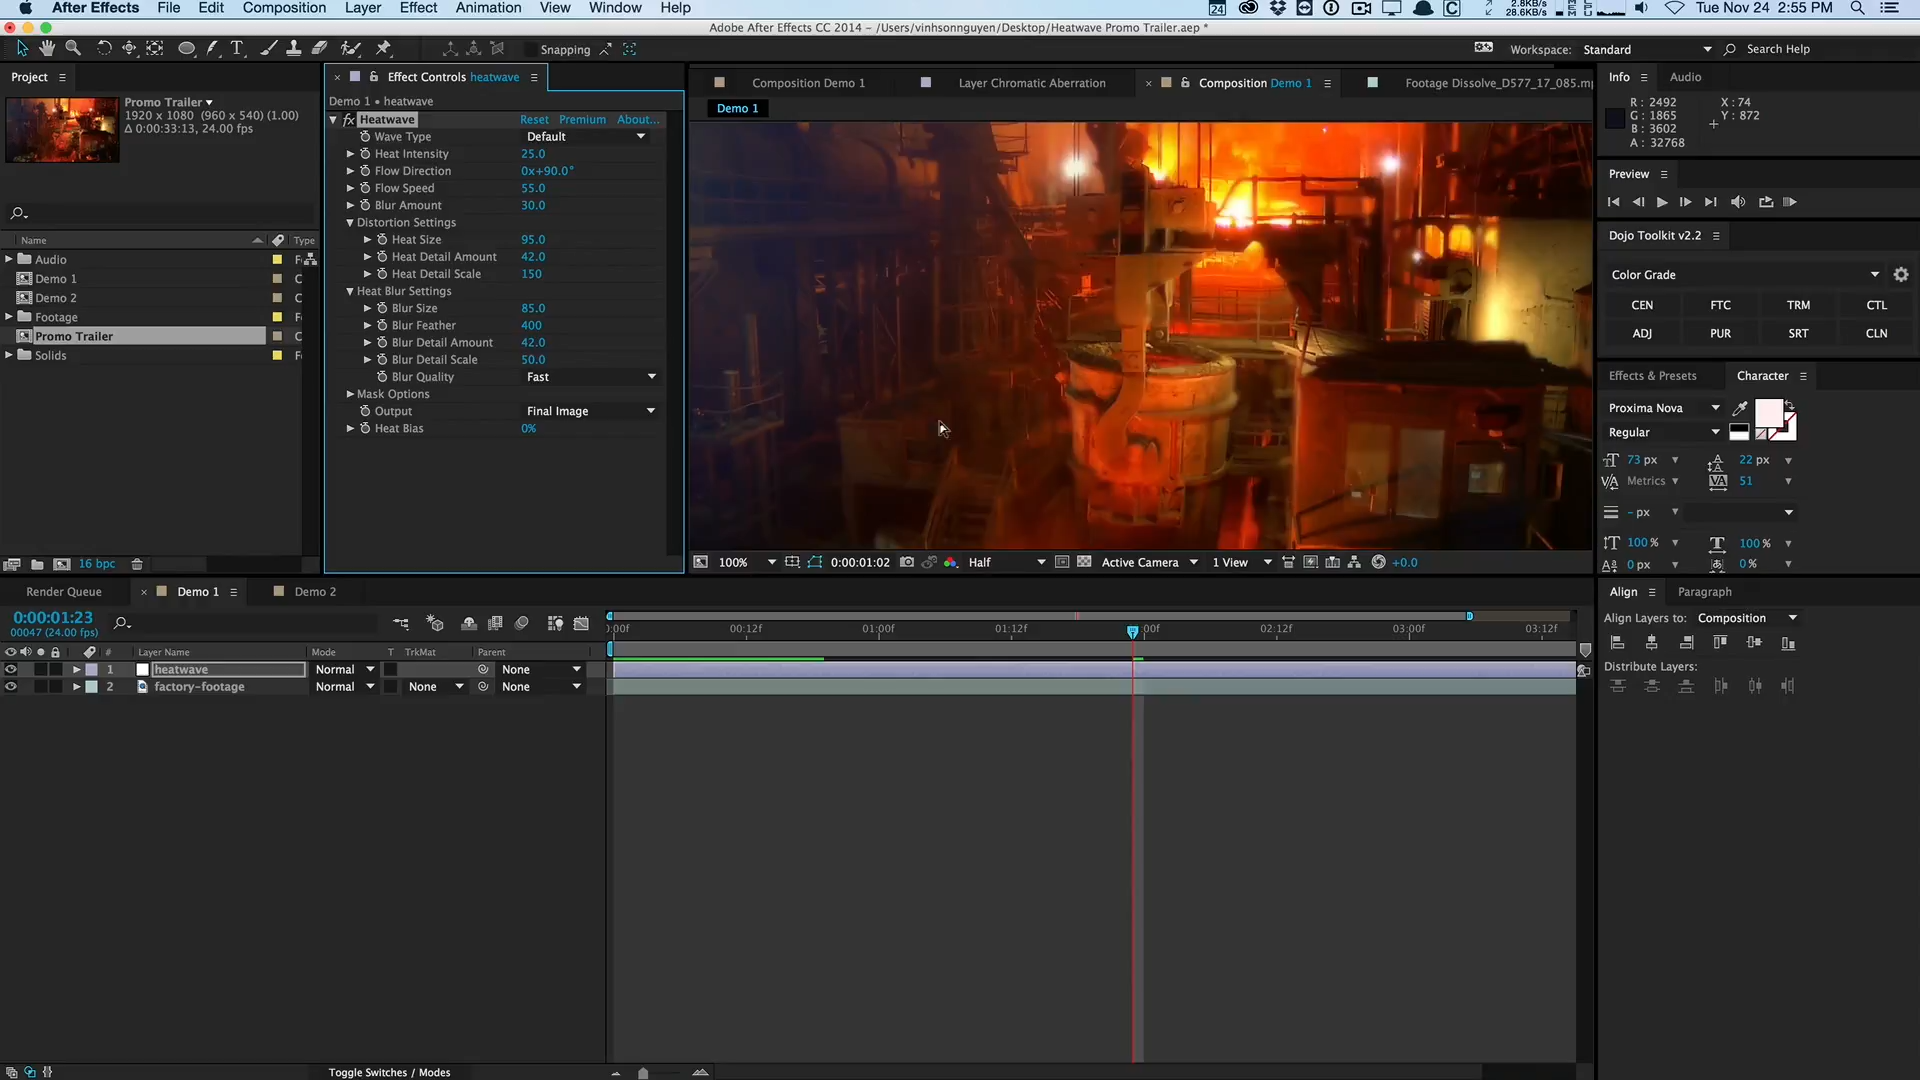 After Effects File Edit Composition Layer Effect Animation View Window Help
24 2.8KB/s 28.6KB/s Tue Nov 24 2:55 PM
Adobe After Effects CC 2014 – /Users/vinhsonnguyen/Desktop/Heatwave Promo Trailer.aep *
Snapping
Workspace: Standard Search Help
Project
Promo Trailer
1920 x 1080 (960 x 540) (1.00)
Δ 0:00:33:13, 24.00 fps
Name Type
Audio
Demo 1
Demo 2
Footage
Promo Trailer
Solids
16 bpc
Effect Controls heatwave
Demo 1 • heatwave
fx Heatwave Reset Premium About...
Wave Type Default
Heat Intensity 25.0
Flow Direction 0x+90.0°
Flow Speed 55.0
Blur Amount 30.0
Distortion Settings
Heat Size 95.0
Heat Detail Amount 42.0
Heat Detail Scale 150
Heat Blur Settings
Blur Size 85.0
Blur Feather 400
Blur Detail Amount 42.0
Blur Detail Scale 50.0
Blur Quality Fast
Mask Options
Output Final Image
Heat Bias 0%
Composition Demo 1 Layer Chromatic Aberration Composition Demo 1 Footage Dissolve_D577_17_085.m
Demo 1
100% 0:00:01:02 Half Active Camera 1 View +0.0
Info Audio
R: 2492 X: 74
G: 1865 Y: 872
B: 3602
A: 32768
Preview
Dojo Toolkit v2.2
Color Grade
CEN FTC TRM CTL
ADJ PUR SRT CLN
Effects & Presets Character
Proxima Nova
Regular
73 px 22 px
Metrics 51
- px
100% 100%
0 px 0%
Align Paragraph
Align Layers to: Composition
Distribute Layers:
Render Queue Demo 1 Demo 2
0:00:01:23
00047 (24.00 fps)
:00f 00:12f 01:00f 01:12f :00f 02:12f 03:00f 03:12f
# Layer Name Mode T TrkMat Parent
1 heatwave Normal None
2 factory-footage Normal None None
Toggle Switches / Modes